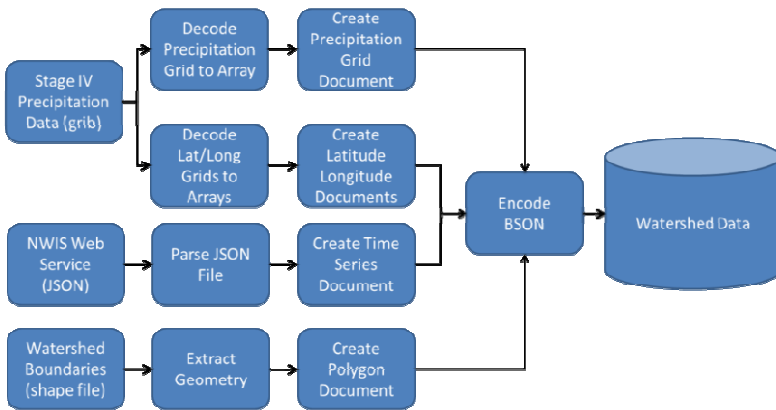 Decode
Precipitation
Grid to Array
Create
Precipitation
Grid
Document
Stage IV
Precipitation
Data (grib)
Decode
Lat/Long
Grids to
Arrays
Create
Latitude
Longitude
Documents
Encode
BSON
Watershed Data
NWIS Web
Service
(JSON)
Parse JSON
File
Create Time
Series
Document
Watershed
Boundaries
(shape file)
Extract
Geometry
Create
Polygon
Document